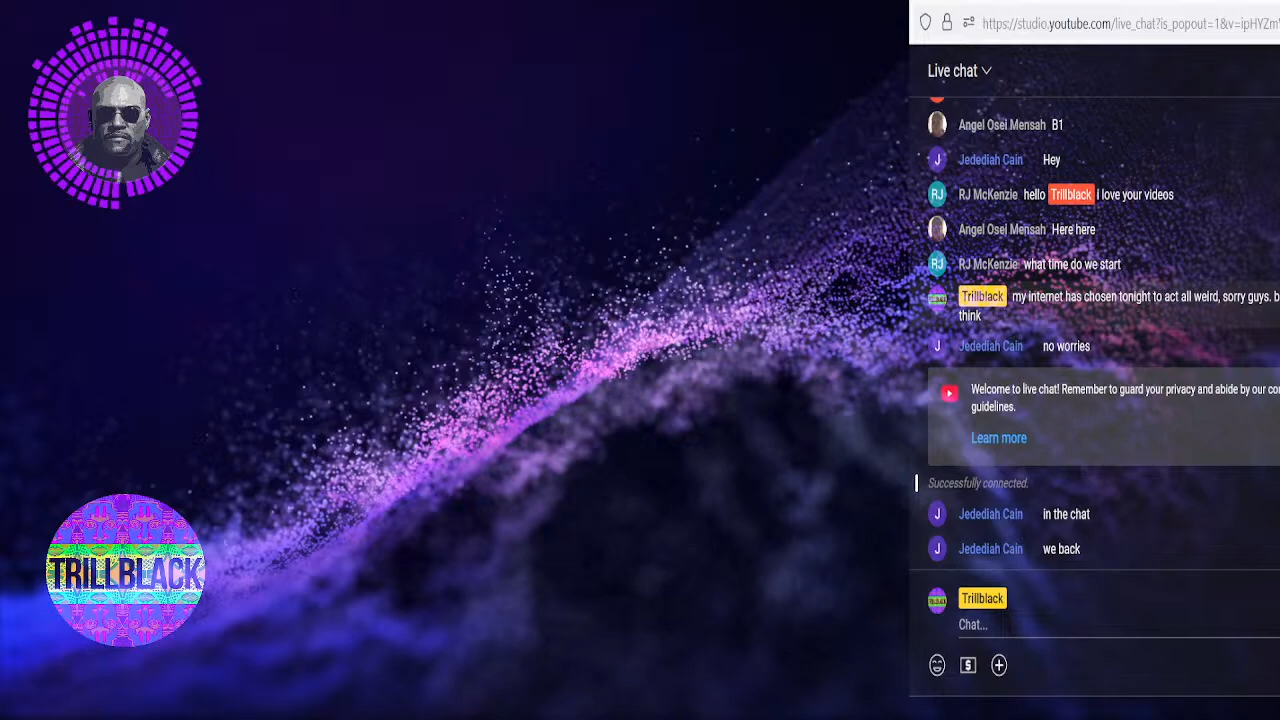 https://studio.youtube.com/live_chat?is_popout=1&v=ipHYZm
Live chat
Angel Osei Mensah B1
J Jedediah Cain Hey
RJ RJ McKenzie hello Trillblack i love your videos
Angel Osei Mensah Here here
RJ RJ McKenzie what time do we start
Trillblack my internet has chosen tonight to act all weird, sorry guys. b
think
J Jedediah Cain no worries
Welcome to live chat! Remember to guard your privacy and abide by our co
guidelines.
Learn more
Successfully connected.
J Jedediah Cain in the chat
J Jedediah Cain we back
TRILLBLACK
Trillblack
Chat...